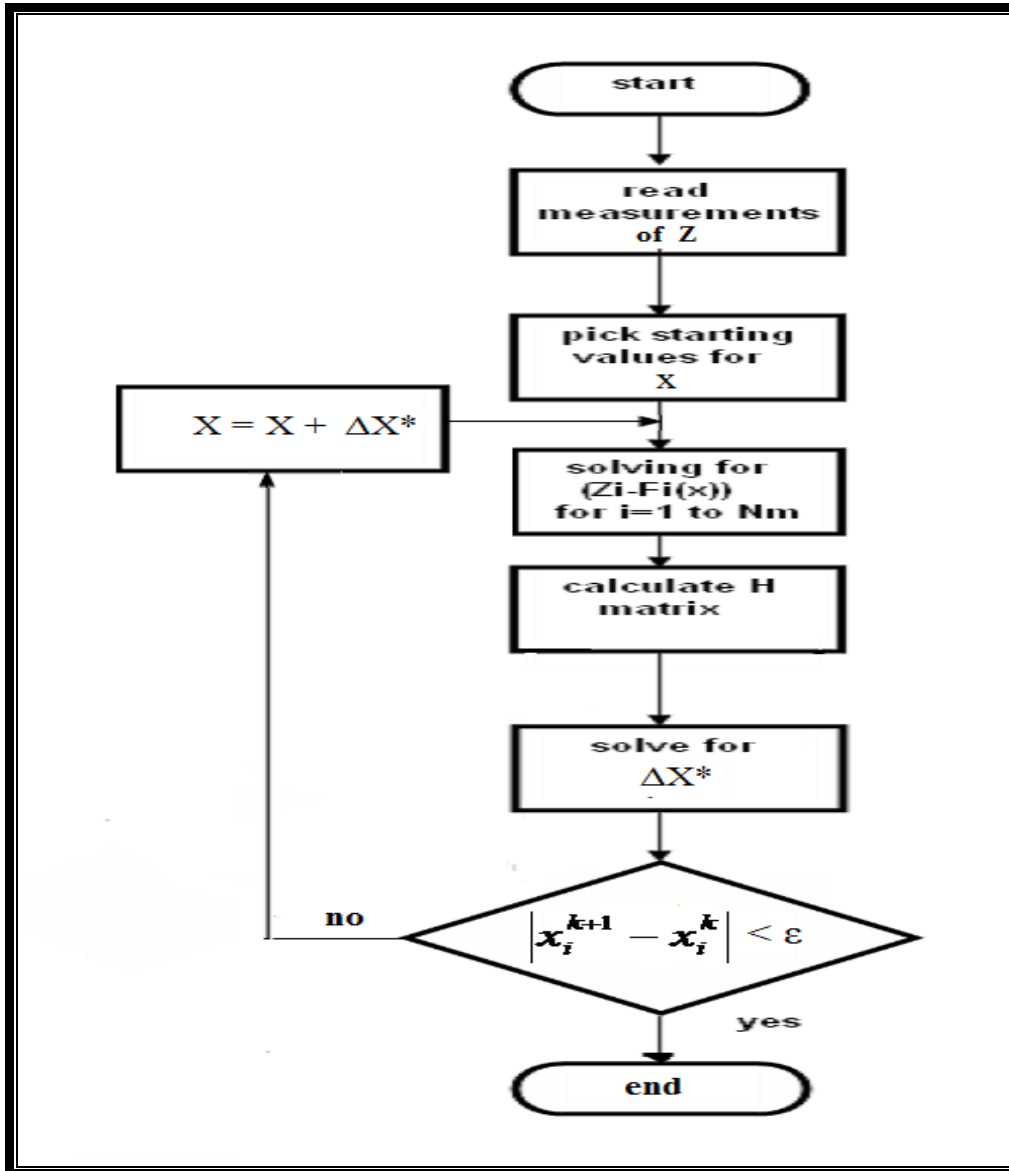 start
read
measurements
of Z
pick starting
values for
X
X = X + ΔX*
solving for
(Zi-Fi(x))
for i=1 to Nm
calculate H
matrix
solve for
ΔX*
no
|x_i^{k+1} − x_i^k| < ε
yes
end